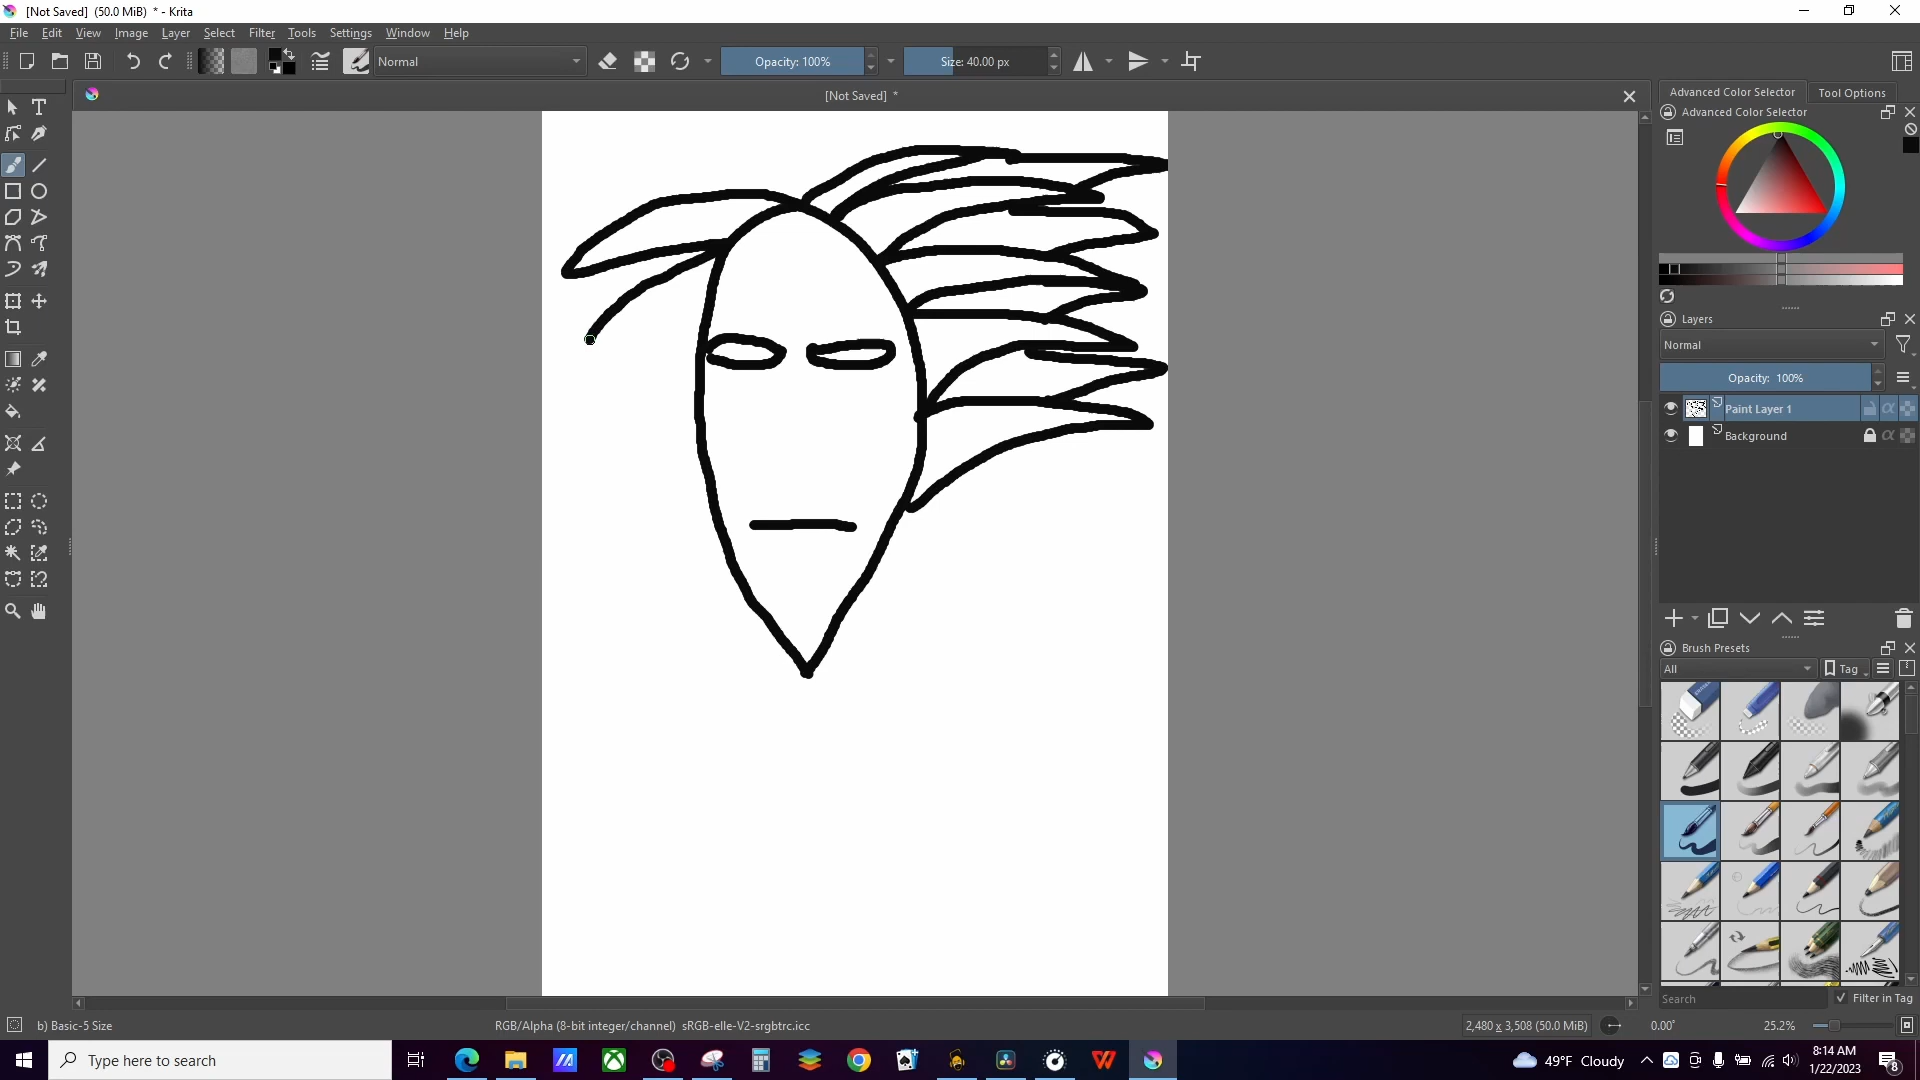 [Not Saved]  (50.0 MiB)  * - Krita
File Edit View Image Layer Select Filter Tools Settings Window Help
Normal
Opacity: 100%
Size: 40.00 px
[Not Saved]  *
Advanced Color Selector
Tool Options
Advanced Color Selector
Layers
Normal
Opacity:  100%
Paint Layer 1
Background
Brush Presets
All
Tag
Search
Filter in Tag
b) Basic-5 Size
RGB/Alpha (8-bit integer/channel)  sRGB-elle-V2-srgbtrc.icc
2,480 x 3,508 (50.0 MiB)
0.00°
25.2%
Type here to search
49°F  Cloudy
8:14 AM
1/22/2023
8